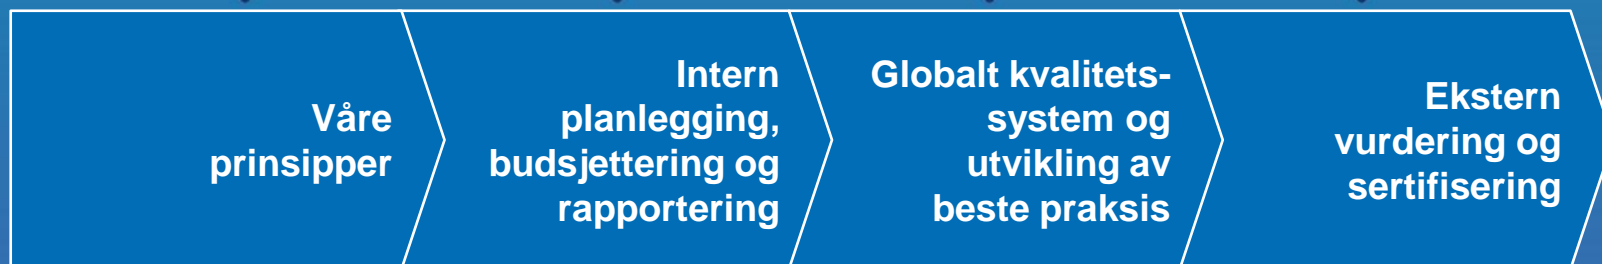 Våre
prinsipper
Intern
planlegging,
budsjettering og
rapportering
Globalt kvalitets-
system og
utvikling av
beste praksis
Ekstern
vurdering og
sertifisering